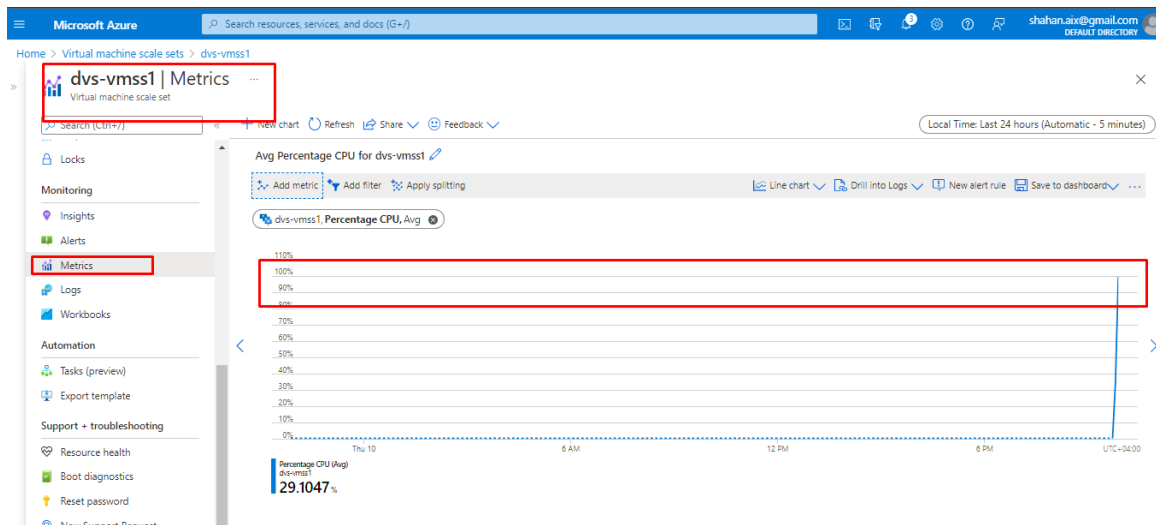 Microsoft Azure
Search resources, services, and docs (G+/)
3
shahan.aix@gmail.com
DEFAULT DIRECTORY
Home > Virtual machine scale sets > dvs-vmss1
dvs-vmss1 | Metrics ...
Virtual machine scale set
Search (Ctrl+/)
Locks
Monitoring
Insights
Alerts
Metrics
Logs
Workbooks
Automation
Tasks (preview)
Export template
Support + troubleshooting
Resource health
Boot diagnostics
Reset password
New Support Request
New chart Refresh Share Feedback
Local Time: Last 24 hours (Automatic - 5 minutes)
Avg Percentage CPU for dvs-vmss1
Add metric Add filter Apply splitting
Line chart Drill into Logs New alert rule Save to dashboard ...
dvs-vmss1, Percentage CPU, Avg
110%
100%
90%
80%
70%
60%
50%
40%
30%
20%
10%
0%
Thu 10 6 AM 12 PM 6 PM UTC+04:00
Percentage CPU (Avg)
dvs-vmss1
29.1047 %